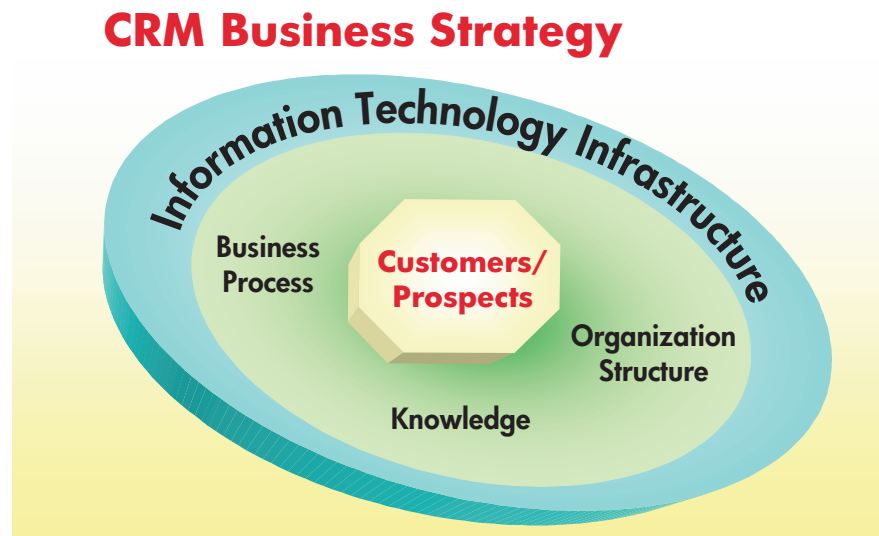 CRM Business Strategy
Information Technology Infrastructure
Business
Process
Customers/
Prospects
Organization
Structure
Knowledge